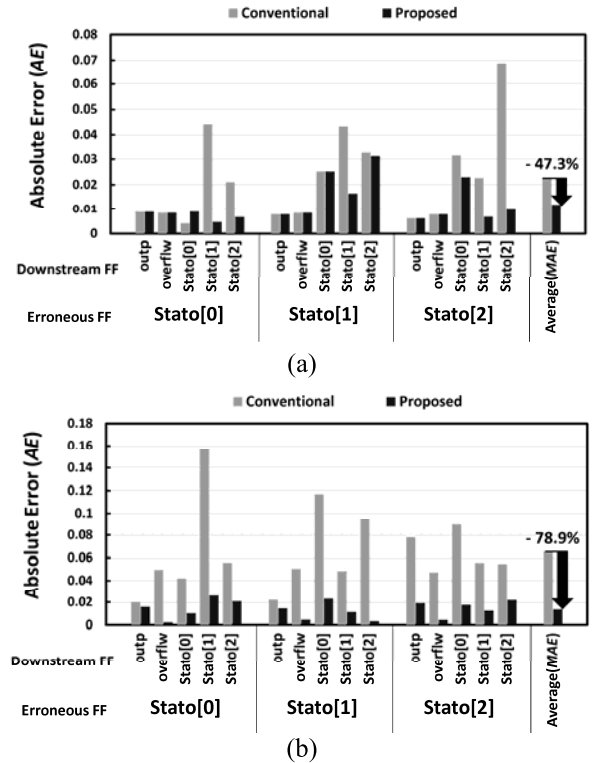 Conventional Proposed
Absolute Error (AE)
0.08
0.07
0.06
0.05
0.04
0.03
0.02
0.01
0
- 47.3%
Downstream FF outp overflw Stato[0] Stato[1] Stato[2] outp overflw Stato[0] Stato[1] Stato[2] outp overflw Stato[0] Stato[1] Stato[2] Average(MAE)
Erroneous FF Stato[0] Stato[1] Stato[2]
(a)
Conventional Proposed
Absolute Error (AE)
0.18
0.16
0.14
0.12
0.1
0.08
0.06
0.04
0.02
0
- 78.9%
Downstream FF outp overflw Stato[0] Stato[1] Stato[2] outp overflw Stato[0] Stato[1] Stato[2] outp overflw Stato[0] Stato[1] Stato[2] Average(MAE)
Erroneous FF Stato[0] Stato[1] Stato[2]
(b)